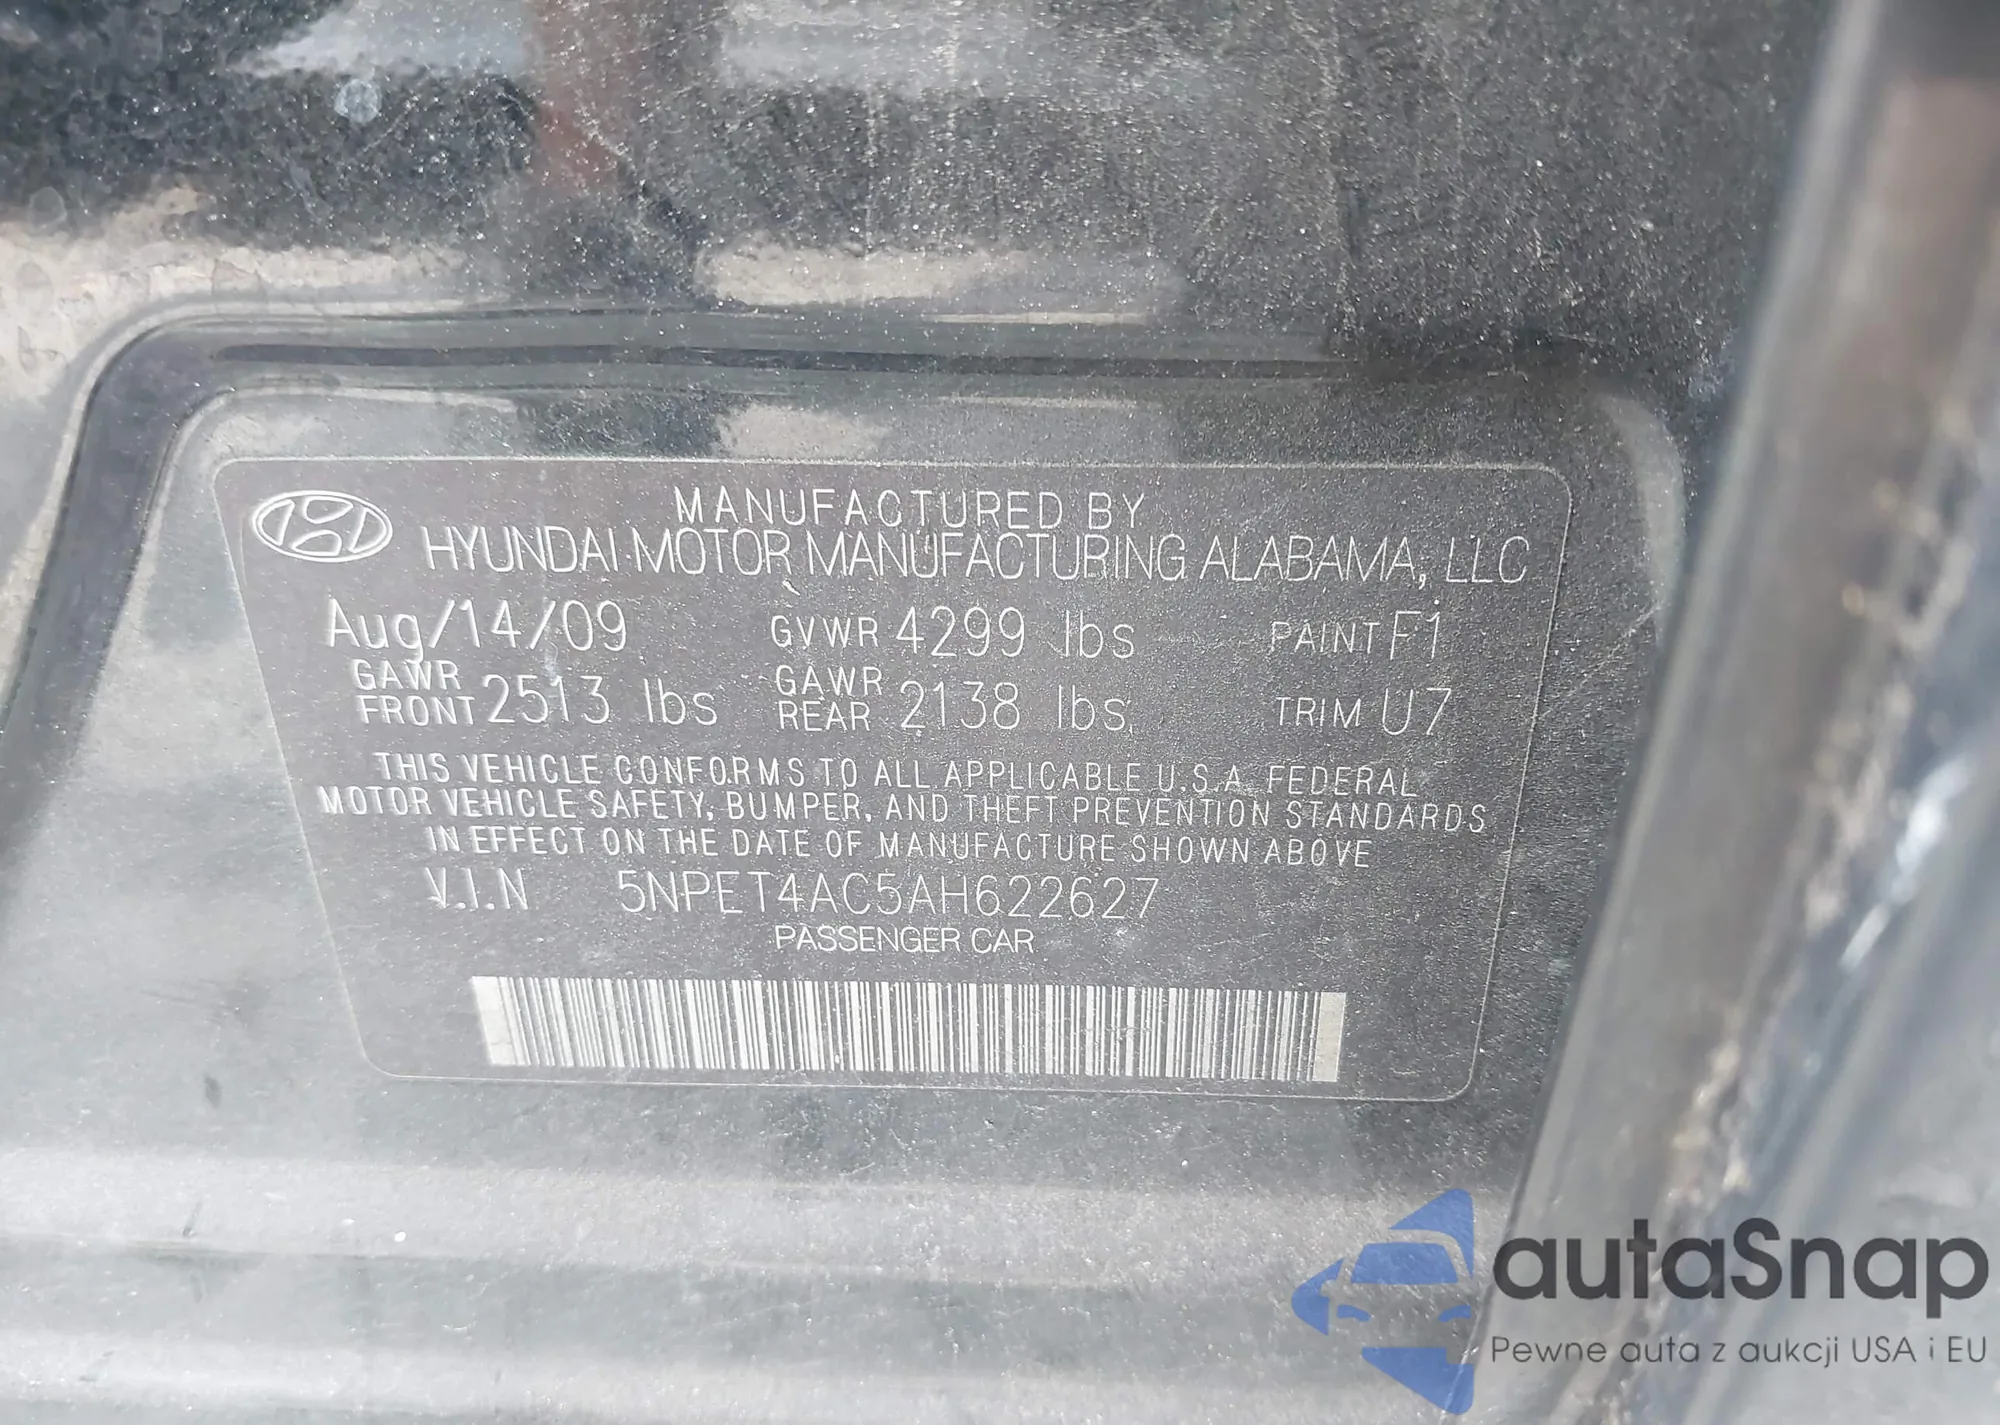 MANUFACTURED BY
HYUNDAI MOTOR MANUFACTURING ALABAMA, LLC
Aug/14/09 GVWR 4299 lbs PAINT F1
GAWR FRONT 2513 lbs GAWR REAR 2138 lbs TRIM U7
THIS VEHICLE CONFORMS TO ALL APPLICABLE U.S.A. FEDERAL
MOTOR VEHICLE SAFETY, BUMPER, AND THEFT PREVENTION STANDARDS
IN EFFECT ON THE DATE OF MANUFACTURE SHOWN ABOVE
V.I.N 5NPET4AC5AH622627
PASSENGER CAR
autaSnap
Pewne auta z aukcji USA i EU